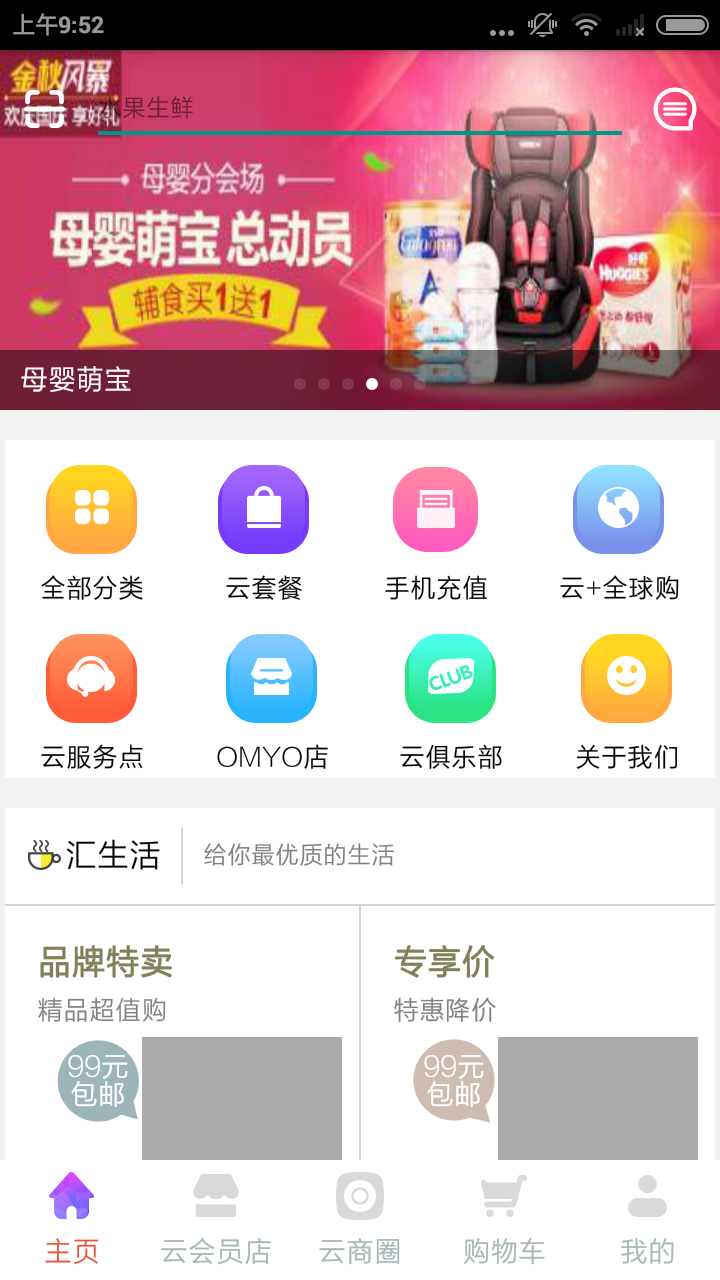 上午9:52
金秋风暴
欢度国庆 享好礼
果生鲜
母婴分会场
母婴萌宝 总动员
辅食买1送1
Enfagrow
A
好奇
HUGGIES
母婴萌宝
全部分类 云套餐 手机充值 云+全球购
CLUB
云服务点 OMYO店 云俱乐部 关于我们
汇生活 给你最优质的生活
品牌特卖 专享价
精品超值购 特惠降价
99元 99元
包邮 包邮
主页 云会员店 云商圈 购物车 我的